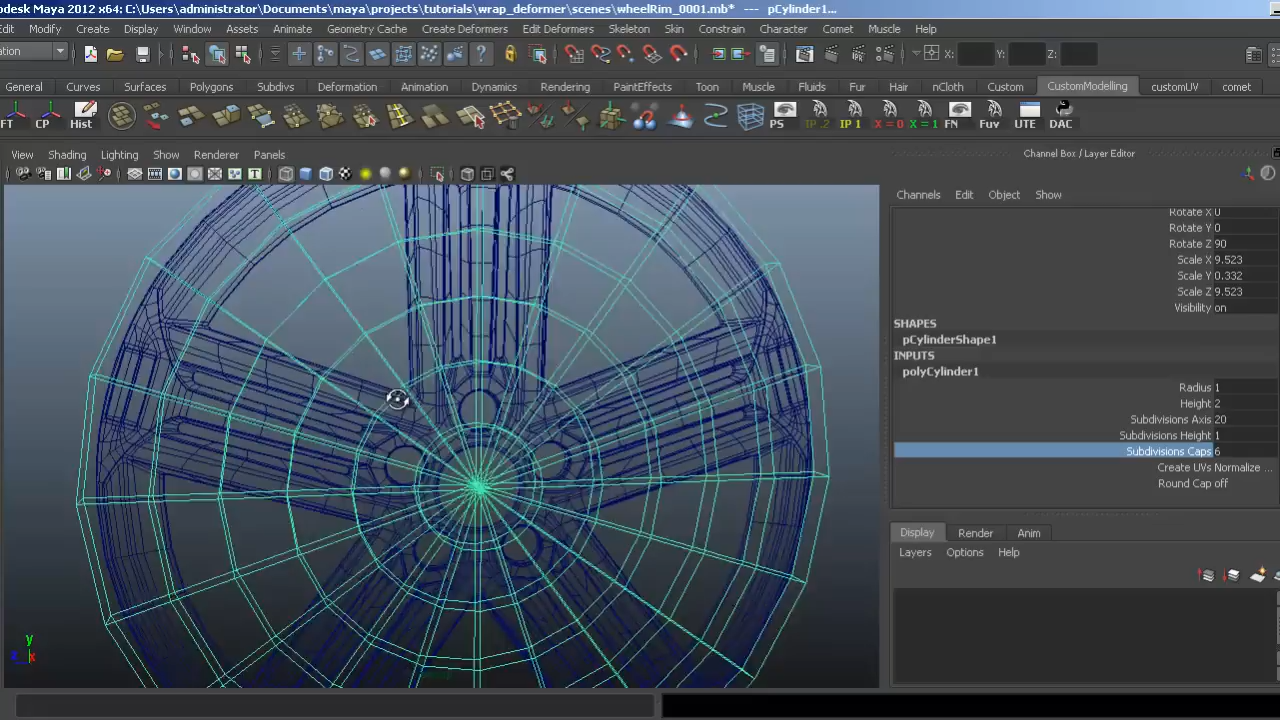 odesk Maya 2012 x64: C:\Users\administrator\Documents\maya\projects\tutorials\wrap_deformer\scenes\wheelRim_0001.mb* --- pCylinder1...
Edit Modify Create Display Window Assets Animate Geometry Cache Create Deformers Edit Deformers Skeleton Skin Constrain Character Comet Muscle Help
ation X: Y: Z:
General Curves Surfaces Polygons Subdivs Deformation Animation Dynamics Rendering PaintEffects Toon Muscle Fluids Fur Hair nCloth Custom CustomModelling customUV comet
FT CP Hist PS IP .2 IP 1 X = 0 X = 1 FN Fuv UTE DAC
View Shading Lighting Show Renderer Panels
Channel Box / Layer Editor
Channels Edit Object Show
Rotate X 0
Rotate Y 0
Rotate Z 90
Scale X 9.523
Scale Y 0.332
Scale Z 9.523
Visibility on
SHAPES
pCylinderShape1
INPUTS
polyCylinder1
Radius 1
Height 2
Subdivisions Axis 20
Subdivisions Height 1
Subdivisions Caps 6
Create UVs Normalize ...
Round Cap off
Display Render Anim
Layers Options Help
y
z x